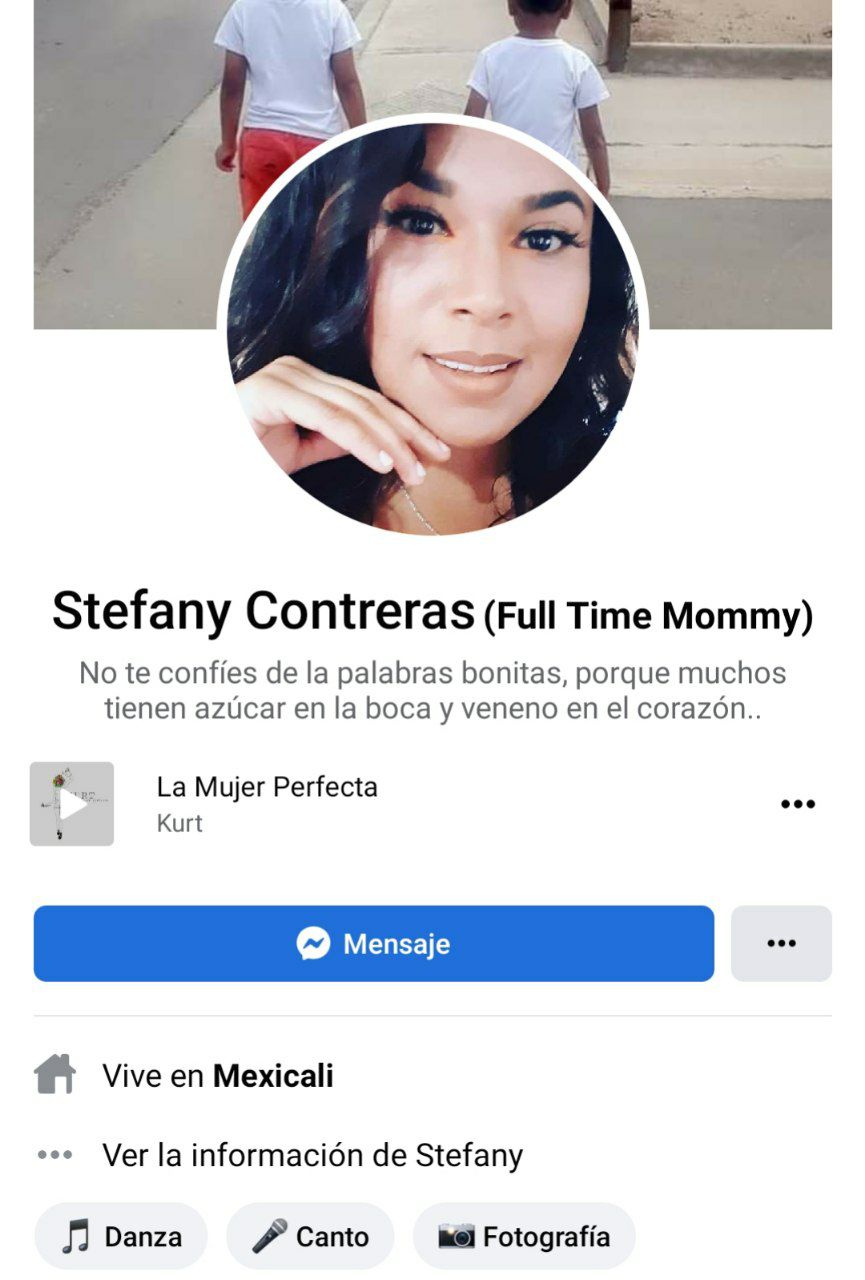 Stefany Contreras (Full Time Mommy)
No te confíes de la palabras bonitas, porque muchos
tienen azúcar en la boca y veneno en el corazón..
La Mujer Perfecta
Kurt
Mensaje
Vive en Mexicali
Ver la información de Stefany
Danza
Canto
Fotografía